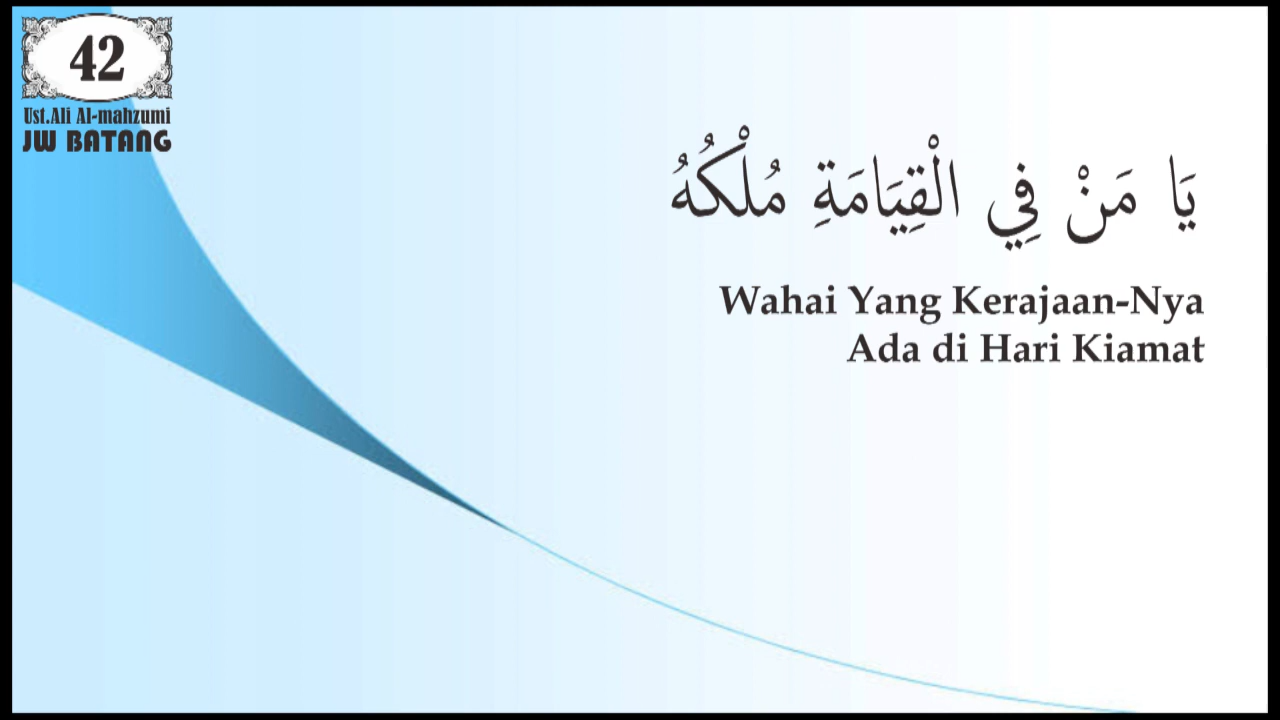 42
Ust.Ali Al-mahzumi
JW BATANG
يَا مَنْ فِي الْقِيَامَةِ مُلْكُهُ
Wahai Yang Kerajaan-Nya
Ada di Hari Kiamat